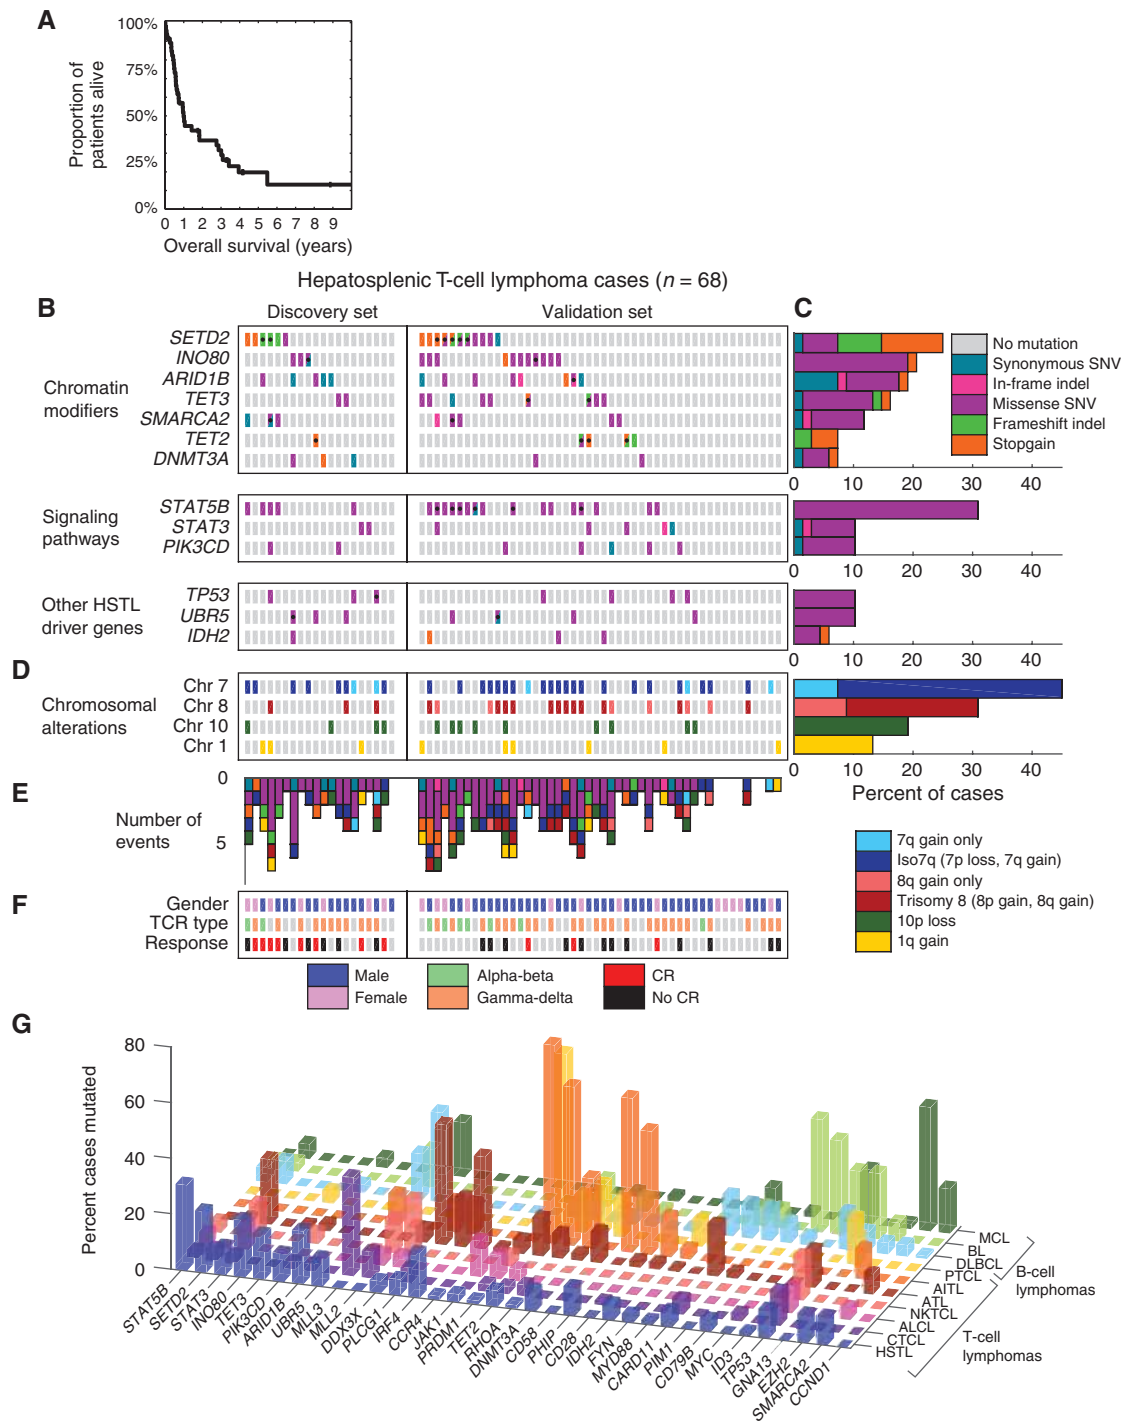 A
Proportion of
patients alive
100%
75%
50%
25%
0%
0 1 2 3 4 5 6 7 8 9
Overall survival (years)
Hepatosplenic T-cell lymphoma cases (n = 68)
B
Discovery set
Validation set
C
Chromatin
modifiers
SETD2
INO80
ARID1B
TET3
SMARCA2
TET2
DNMT3A
No mutation
Synonymous SNV
In-frame indel
Missense SNV
Frameshift indel
Stopgain
0 10 20 30 40
Signaling
pathways
STAT5B
STAT3
PIK3CD
0 10 20 30 40
Other HSTL
driver genes
TP53
UBR5
IDH2
0 10 20 30 40
D
Chromosomal
alterations
Chr 7
Chr 8
Chr 10
Chr 1
0 10 20 30 40
Percent of cases
E
Number of
events
0
5
7q gain only
Iso7q (7p loss, 7q gain)
8q gain only
Trisomy 8 (8p gain, 8q gain)
10p loss
1q gain
F
Gender
TCR type
Response
Male
Female
Alpha-beta
Gamma-delta
CR
No CR
G
Percent cases mutated
80
60
40
20
0
STAT5B
SETD2
STAT3
INO80
TET3
PIK3CD
ARID1B
UBR5
MLL3
MLL2
DDX3X
PLCG1
IRF4
CCR4
JAK1
PRDM1
TET2
RHOA
DNMT3A
CD58
PHIP
CD28
IDH2
FYN
MYD88
CARD11
PIM1
CD79B
MYC
ID3
TP53
GNA13
EZH2
SMARCA2
CCND1
MCL
BL
DLBCL
PTCL
AITL
ATL
NKTCL
ALCL
CTCL
HSTL
B-cell
lymphomas
T-cell
lymphomas